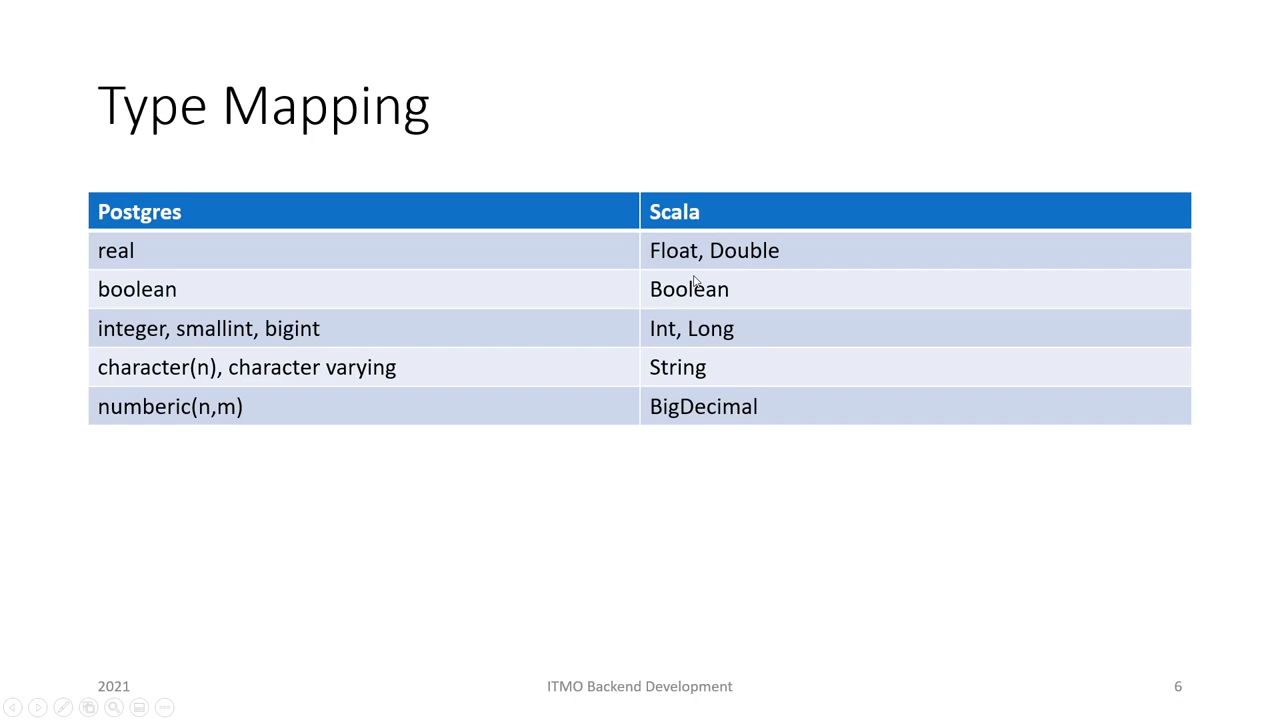 Type Mapping
Postgres Scala
real Float, Double
boolean Boolean
integer, smallint, bigint Int, Long
character(n), character varying String
numberic(n,m) BigDecimal
2021 ITMO Backend Development 6